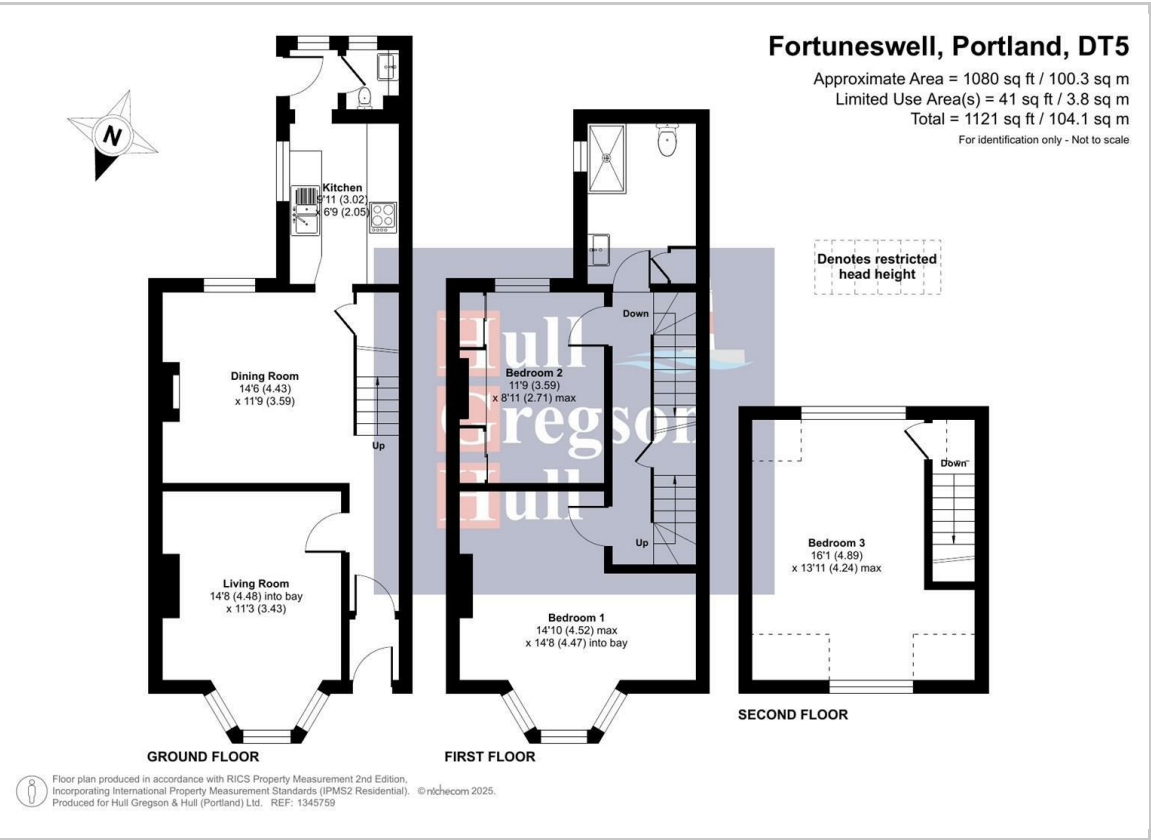 Fortuneswell, Portland, DT5
Approximate Area = 1080 sq ft / 100.3 sq m
Limited Use Area(s) = 41 sq ft / 3.8 sq m
Total = 1121 sq ft / 104.1 sq m
For identification only - Not to scale
N
Kitchen
9'11 (3.02)
x 6'9 (2.05)
Denotes restricted
head height
Dining Room
14'6 (4.43)
x 11'9 (3.59)
Up
Living Room
14'8 (4.48) into bay
x 11'3 (3.43)
GROUND FLOOR
Hull
Gregson
Hull
Down
Bedroom 2
11'9 (3.59)
x 8'11 (2.71) max
Up
Bedroom 1
14'10 (4.52) max
x 14'8 (4.47) into bay
FIRST FLOOR
Down
Bedroom 3
16'1 (4.89)
x 13'11 (4.24) max
SECOND FLOOR
Floor plan produced in accordance with RICS Property Measurement 2nd Edition,
Incorporating International Property Measurement Standards (IPMS2 Residential). ©nichecom 2025.
Produced for Hull Gregson & Hull (Portland) Ltd. REF: 1345759